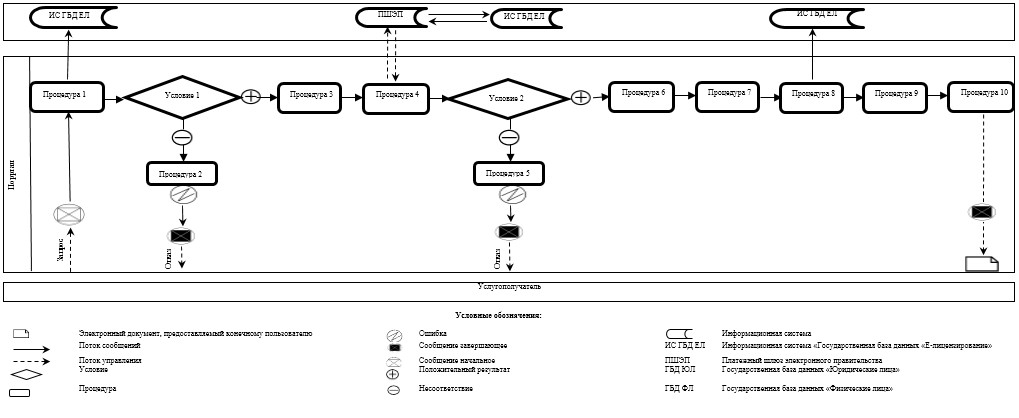 ИС ГБД ЕЛ
ПШЭП
ИС ГБД ЕЛ
ИС ГБД ЕЛ
Процедура 1
Условие 1
Процедура 3
Процедура 4
Условие 2
Процедура 6
Процедура 7
Процедура 8
Процедура 9
Процедура 10
Процедура 2
Процедура 5
Запрос
Отказ
Отказ
Услугополучатель
Условные обозначения:
Электронный документ, предоставляемый конечному пользователю
Ошибка
Информационная система
Поток сообщений
Сообщение завершающее
ИС ГБД ЕЛ
Информационная система «Государственная база данных «Е-лицензирование»
Поток управления
Сообщение начальное
ПШЭП
Платежный шлюз электронного правительства
Условие
Положительный результат
ГБД ЮЛ
Государственная база данных «Юридические лица»
Процедура
Несоответствие
ГБД ФЛ
Государственная база данных «Физические лица»